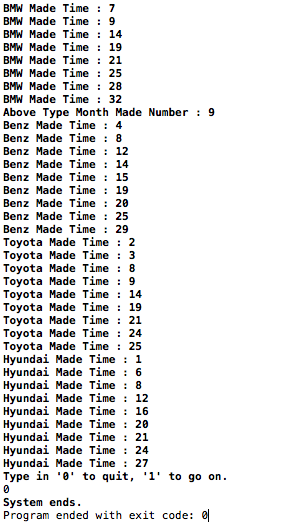 BMW Made Time : 7
BMW Made Time : 9
BMW Made Time : 14
BMW Made Time : 19
BMW Made Time : 21
BMW Made Time : 25
BMW Made Time : 28
BMW Made Time : 32
Above Type Month Made Number : 9
Benz Made Time : 4
Benz Made Time : 8
Benz Made Time : 12
Benz Made Time : 14
Benz Made Time : 15
Benz Made Time : 19
Benz Made Time : 20
Benz Made Time : 25
Benz Made Time : 29
Toyota Made Time : 2
Toyota Made Time : 3
Toyota Made Time : 8
Toyota Made Time : 9
Toyota Made Time : 14
Toyota Made Time : 19
Toyota Made Time : 21
Toyota Made Time : 24
Toyota Made Time : 25
Hyundai Made Time : 1
Hyundai Made Time : 6
Hyundai Made Time : 8
Hyundai Made Time : 12
Hyundai Made Time : 16
Hyundai Made Time : 20
Hyundai Made Time : 21
Hyundai Made Time : 24
Hyundai Made Time : 27
Type in '0' to quit, '1' to go on.
0
System ends.
Program ended with exit code: 0